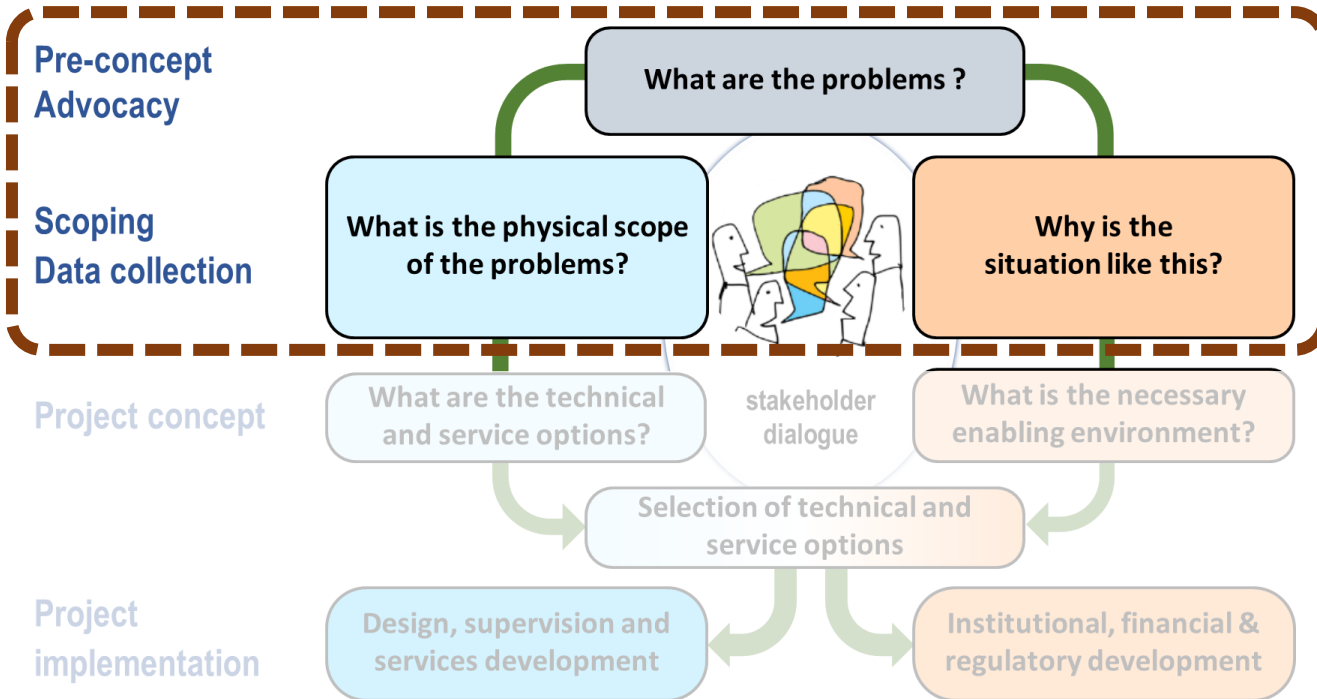 Pre-concept
Advocacy
What are the problems ?
Scoping
Data collection
What is the physical scope
of the problems?
Why is the
situation like this?
Project concept
What are the technical
and service options?
stakeholder
dialogue
What is the necessary
enabling environment?
Selection of technical and
service options
Project
implementation
Design, supervision and
services development
Institutional, financial &
regulatory development